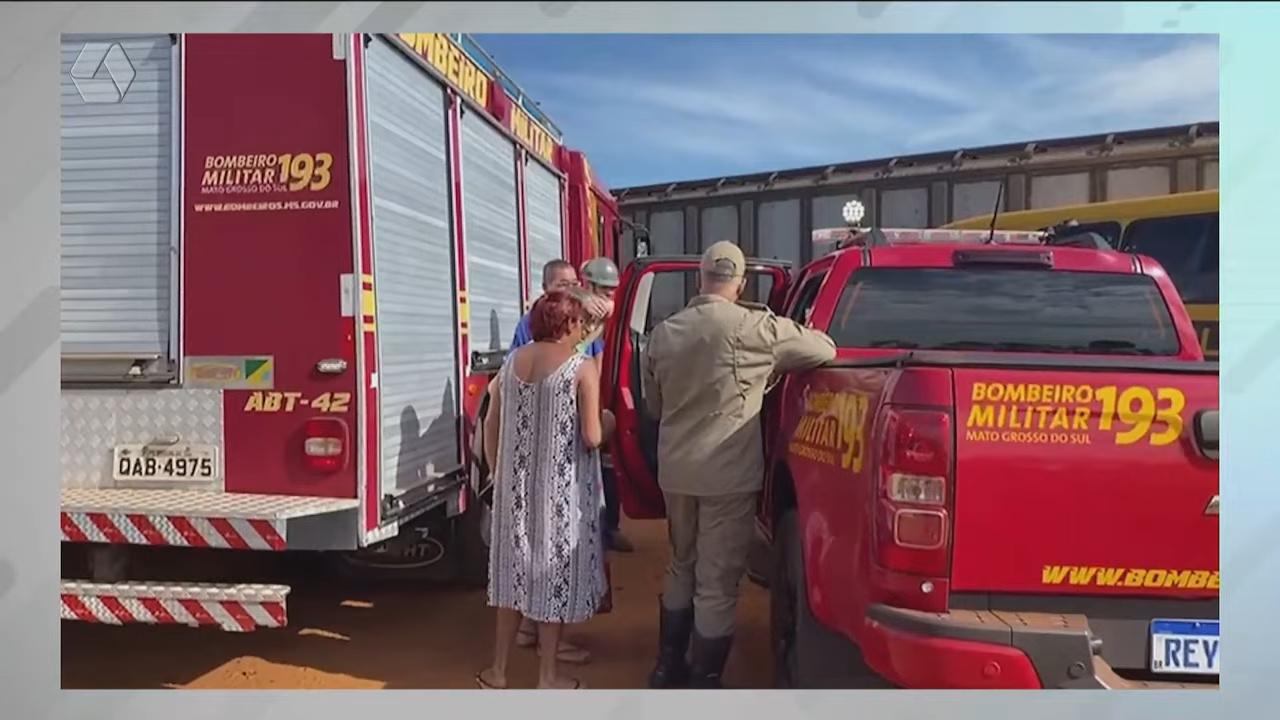 BOMBEIRO
MILITAR
BOMBEIRO
MILITAR 193
MATO GROSSO DO SUL
WWW.BOMBEIROS.MS.GOV.BR
ABT-42
QAB-4975
MILITAR 193
BOMBEIRO
MILITAR 193
MATO GROSSO DO SUL
WWW.BOMBE
REY